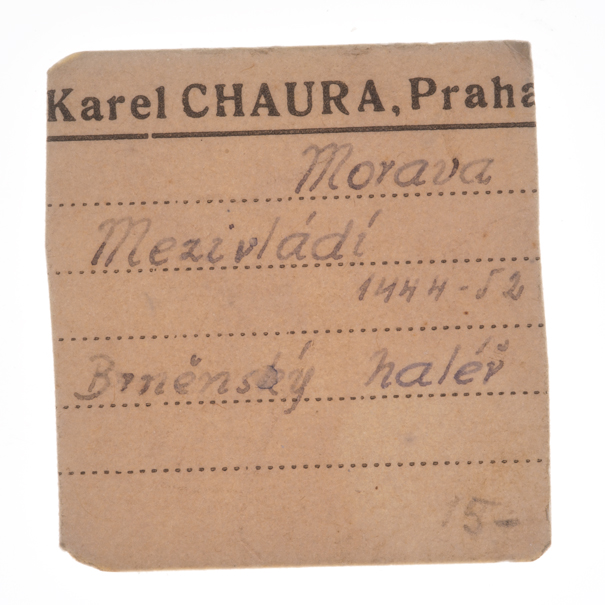 Karel CHAURA, Praha
Morava
Mezivládí
1444-52
Brněnský haléř
15-